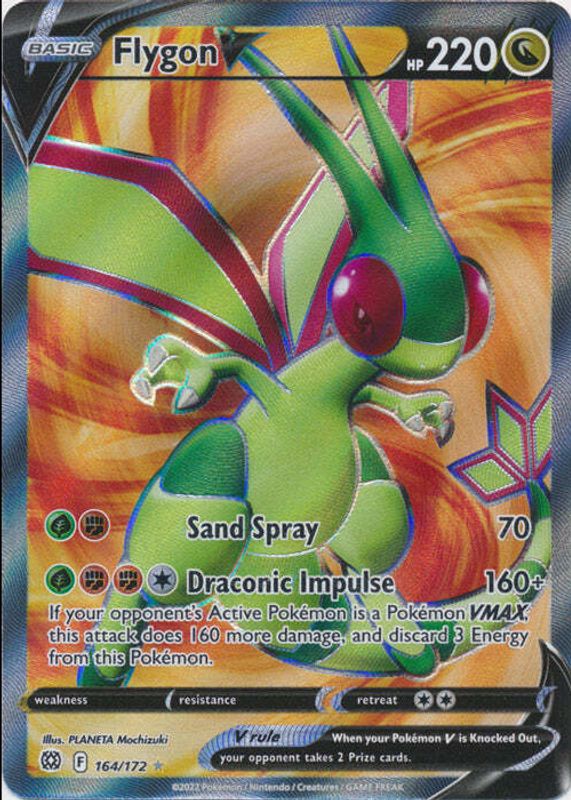 BASIC Flygon V HP 220
Sand Spray 70
Draconic Impulse 160+
If your opponent's Active Pokémon is a Pokémon VMAX,
this attack does 160 more damage, and discard 3 Energy
from this Pokémon.
weakness resistance retreat
Illus. PLANETA Mochizuki
V rule When your Pokémon V is Knocked Out,
your opponent takes 2 Prize cards.
F 164/172
©2022 Pokémon / Nintendo / Creatures / GAME FREAK